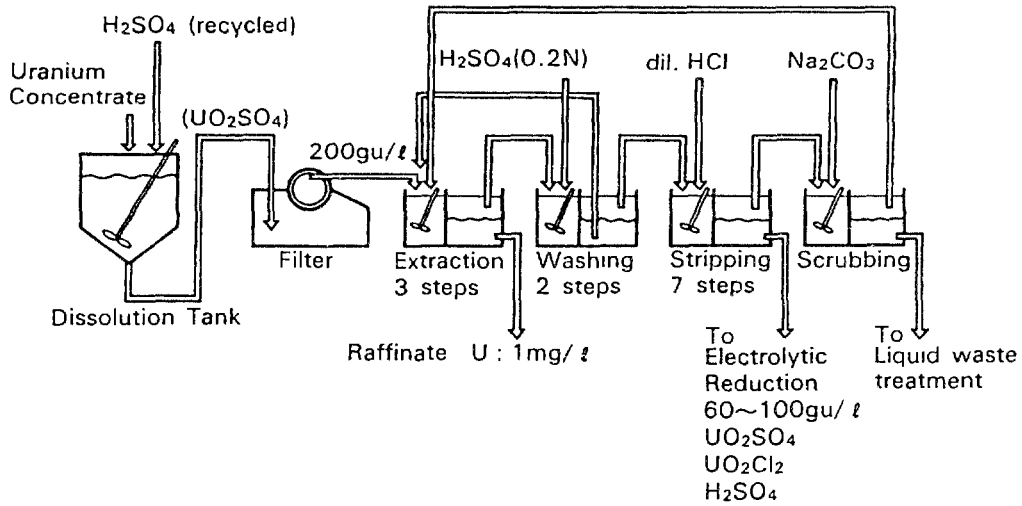 H₂SO₄ (recycled)
Uranium
Concentrate
(UO₂SO₄)
200gu/ℓ
H₂SO₄(0.2N)
dil. HCl
Na₂CO₃
Dissolution Tank
Filter
Extraction
3 steps
Washing
2 steps
Stripping
7 steps
Scrubbing
Raffinate U : 1mg/ℓ
To
Electrolytic
Reduction
60~100gu/ℓ
UO₂SO₄
UO₂Cl₂
H₂SO₄
To
Liquid waste
treatment